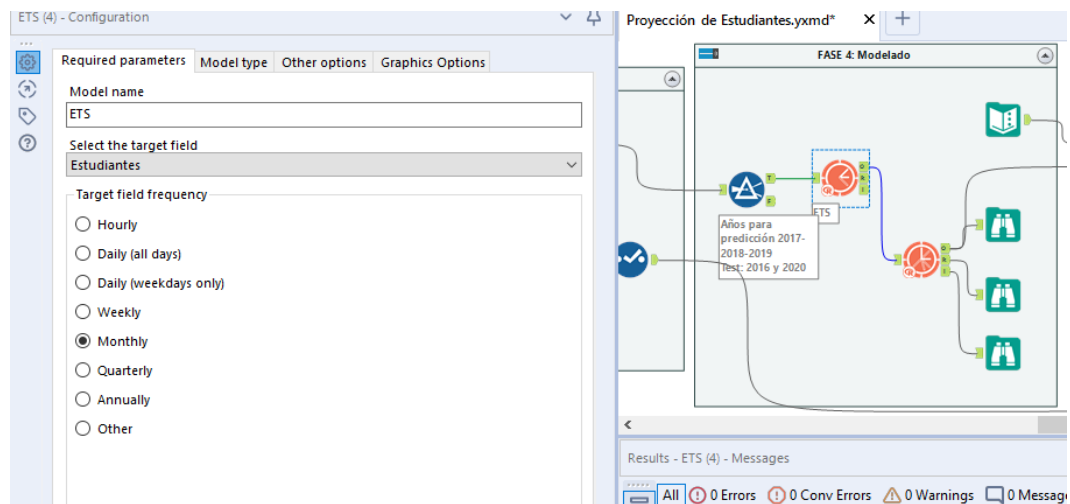 ETS (4) - Configuration
Required parameters
Model type
Other options
Graphics Options
Model name
ETS
Select the target field
Estudiantes
Target field frequency
Hourly
Daily (all days)
Daily (weekdays only)
Weekly
Monthly
Quarterly
Annually
Other
Proyección de Estudiantes.yxmd*
FASE 4: Modelado
T
F
O
R
I
ETS
Años para
predicción 2017-
2018-2019
Test: 2016 y 2020
O
R
I
Results - ETS (4) - Messages
All
0 Errors
0 Conv Errors
0 Warnings
0 Message